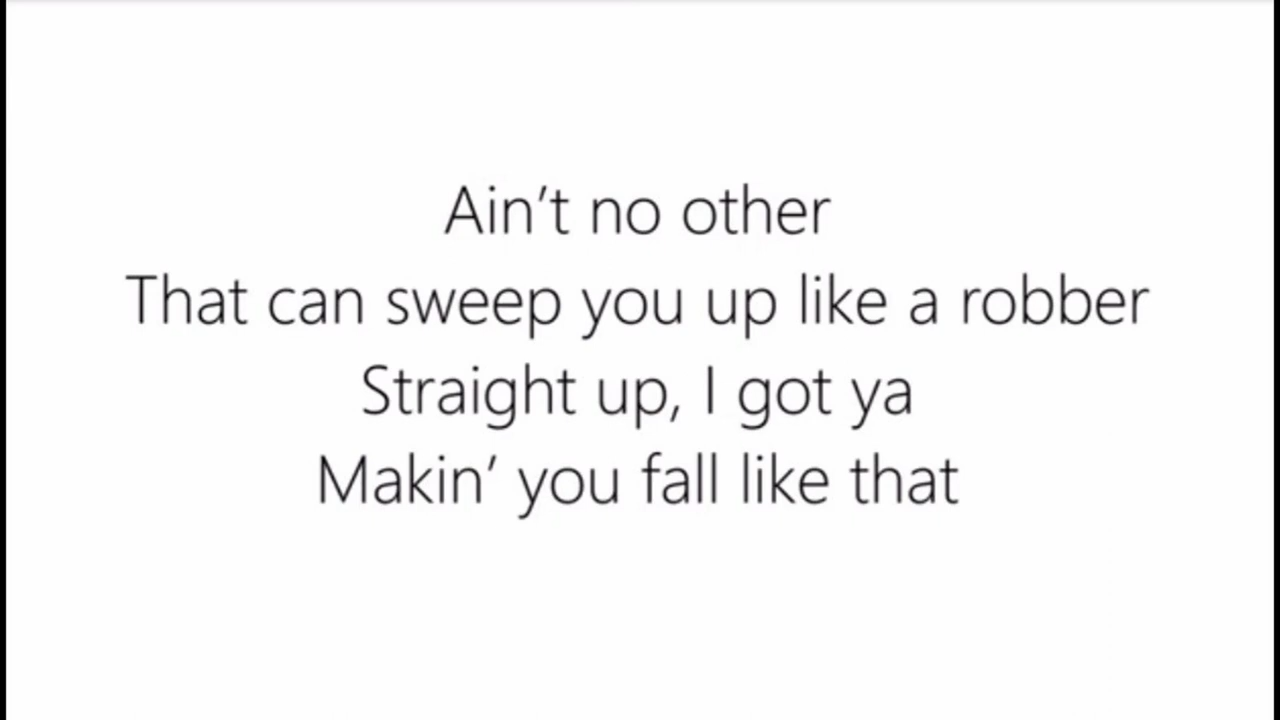 Ain't no other
That can sweep you up like a robber
Straight up, I got ya
Makin' you fall like that